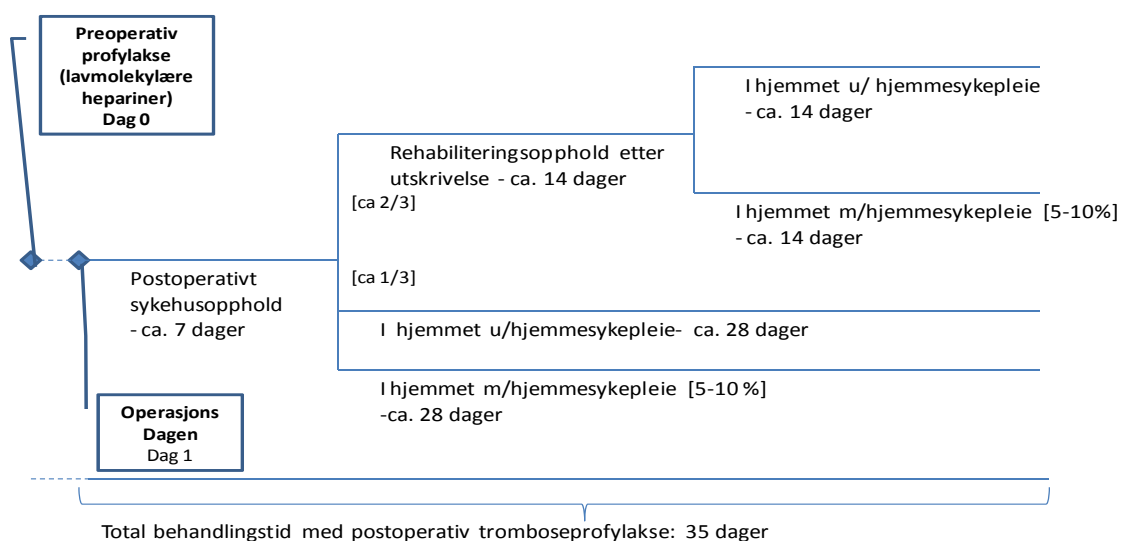 Preoperativ
profylakse
(lavmolekylære
hepariner)
Dag 0
I hjemmet u/ hjemmesykepleie
- ca. 14 dager
Rehabiliteringsopphold etter
utskrivelse - ca. 14 dager
[ca 2/3]
I hjemmet m/hjemmesykepleie [5-10%]
- ca. 14 dager
Postoperativt
sykehusopphold
- ca. 7 dager
[ca 1/3]
I hjemmet u/hjemmesykepleie- ca. 28 dager
I hjemmet m/hjemmesykepleie [5-10 %]
-ca. 28 dager
Operasjons
Dagen
Dag 1
Total behandlingstid med postoperativ tromboseprofylakse: 35 dager